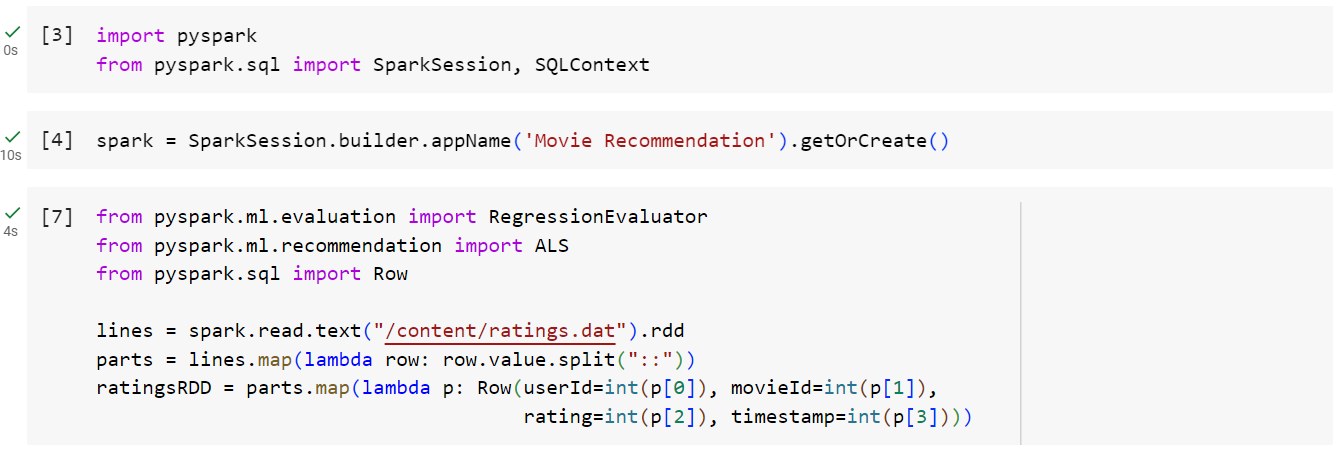 [3] import pyspark
from pyspark.sql import SparkSession, SQLContext
0s
[4] spark = SparkSession.builder.appName('Movie Recommendation').getOrCreate()
10s
[7] from pyspark.ml.evaluation import RegressionEvaluator
4s
from pyspark.ml.recommendation import ALS
from pyspark.sql import Row
lines = spark.read.text("/content/ratings.dat").rdd
parts = lines.map(lambda row: row.value.split("::"))
ratingsRDD = parts.map(lambda p: Row(userId=int(p[0]), movieId=int(p[1]),
rating=int(p[2]), timestamp=int(p[3])))